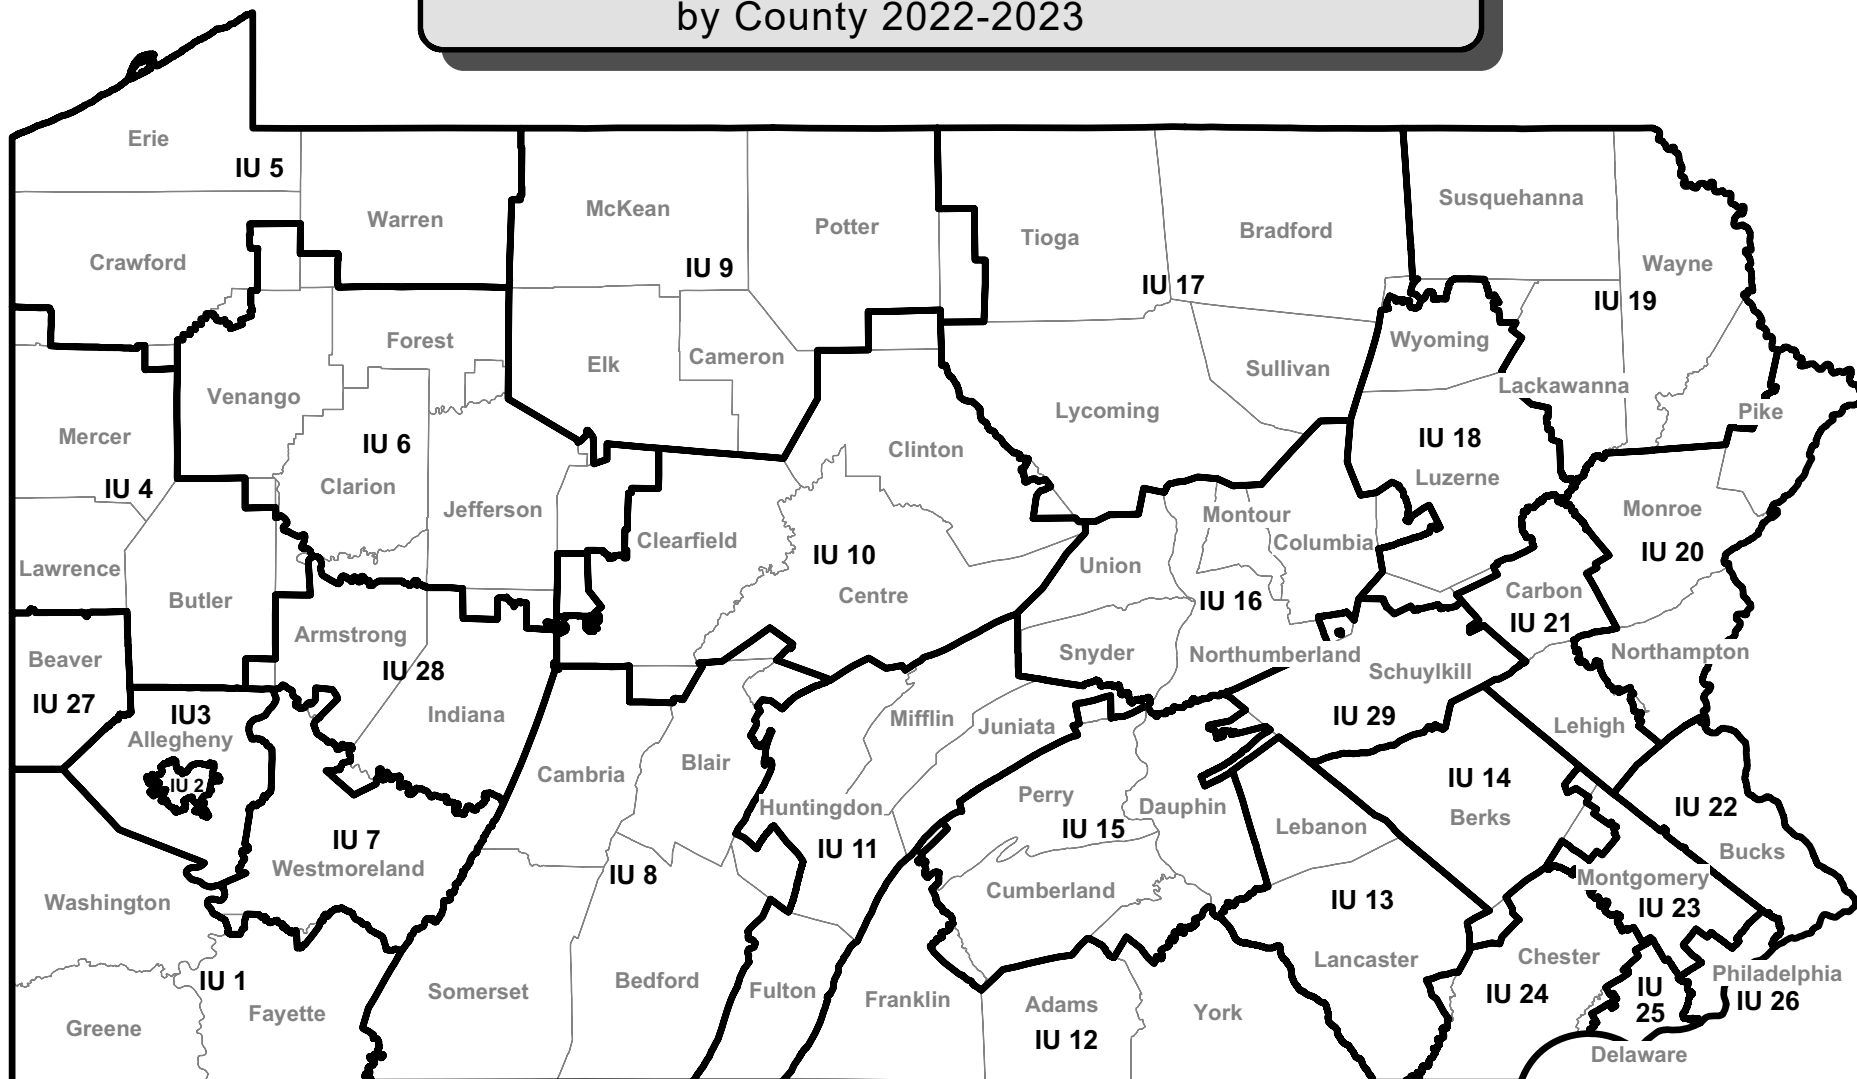 by County 2022-2023
Erie
IU 5
Warren
McKean
Potter
Tioga
Bradford
Susquehanna
Crawford
IU 9
IU 17
Wayne
IU 19
Forest
Elk
Cameron
Sullivan
Wyoming
Venango
Lycoming
Lackawanna
Pike
Mercer
IU 6
Clinton
IU 18
IU 4
Clarion
Luzerne
Jefferson
Montour
Monroe
Lawrence
Clearfield
IU 10
Columbia
IU 20
Butler
Centre
Union
IU 16
Carbon
IU 21
Armstrong
Beaver
IU 28
Snyder
Northumberland
Schuylkill
Northampton
IU 27
IU3
Allegheny
Indiana
Mifflin
Juniata
IU 29
Lehigh
IU 2
Cambria
Blair
Huntingdon
Perry
Dauphin
IU 14
Berks
IU 22
IU 7
Westmoreland
IU 8
IU 11
IU 15
Lebanon
Bucks
Washington
Cumberland
IU 13
Montgomery
IU 23
IU 1
Fayette
Somerset
Bedford
Fulton
Franklin
Adams
IU 12
York
Lancaster
Chester
IU 24
IU
25
Philadelphia
IU 26
Greene
Delaware